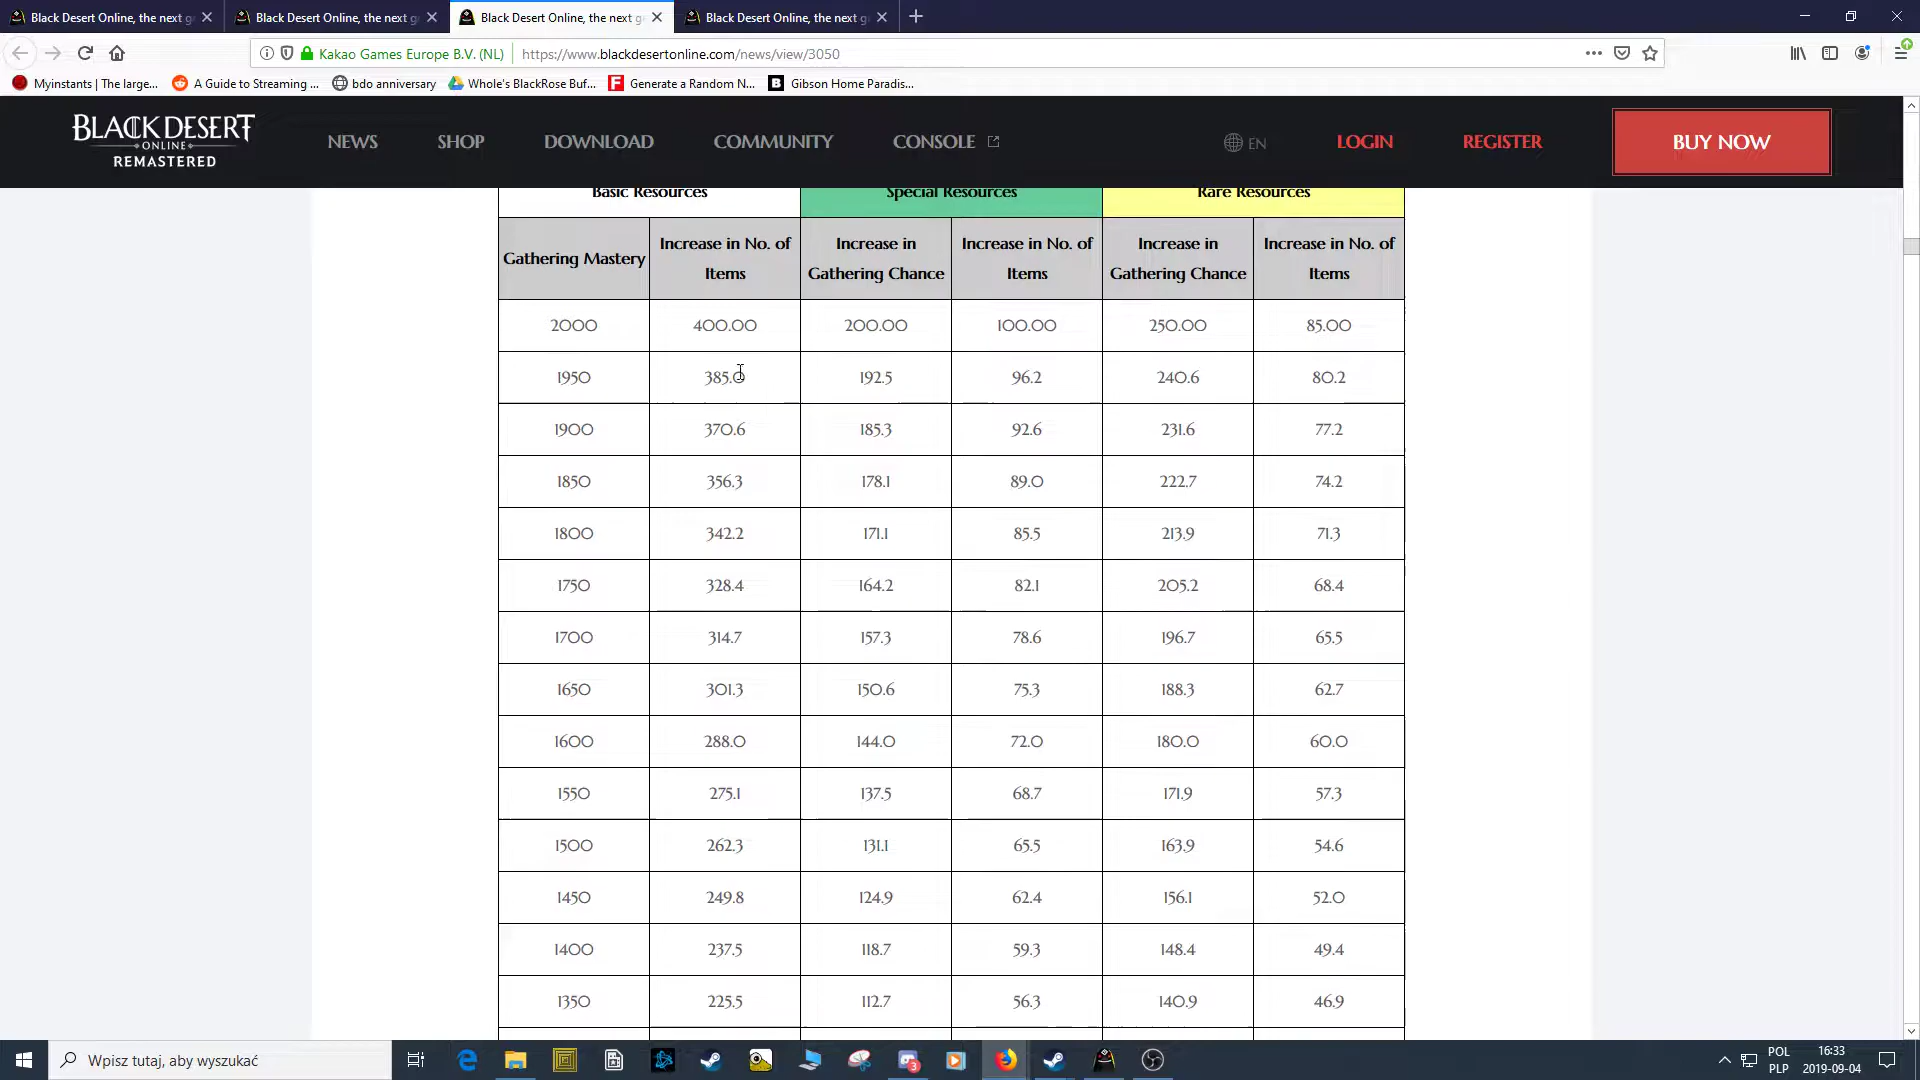 Black Desert Online, the next g
Black Desert Online, the next g
Black Desert Online, the next g
Black Desert Online, the next g
Kakao Games Europe B.V. (NL)
https://www.blackdesertonline.com/news/view/3050
Myinstants | The large...
A Guide to Streaming ...
bdo anniversary
Whole's BlackRose Buf...
Generate a Random N...
Gibson Home Paradis...
BLACK DESERT
ONLINE
REMASTERED
NEWS
SHOP
DOWNLOAD
COMMUNITY
CONSOLE
EN
LOGIN
REGISTER
BUY NOW
Basic Resources Special Resources Rare Resources
Gathering Mastery
Increase in No. of
Items
Increase in
Gathering Chance
Increase in No. of
Items
Increase in
Gathering Chance
Increase in No. of
Items
2000 400.00 200.00 100.00 250.00 85.00
1950 385.0 192.5 96.2 240.6 80.2
1900 370.6 185.3 92.6 231.6 77.2
1850 356.3 178.1 89.0 222.7 74.2
1800 342.2 171.1 85.5 213.9 71.3
1750 328.4 164.2 82.1 205.2 68.4
1700 314.7 157.3 78.6 196.7 65.5
1650 301.3 150.6 75.3 188.3 62.7
1600 288.0 144.0 72.0 180.0 60.0
1550 275.1 137.5 68.7 171.9 57.3
1500 262.3 131.1 65.5 163.9 54.6
1450 249.8 124.9 62.4 156.1 52.0
1400 237.5 118.7 59.3 148.4 49.4
1350 225.5 112.7 56.3 140.9 46.9
Wpisz tutaj, aby wyszukać
3
POL
PLP
16:33
2019-09-04